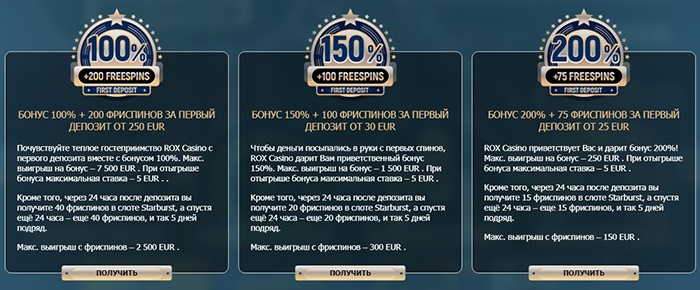 100%
+200 FREESPINS
FIRST DEPOSIT
БОНУС 100% + 200 ФРИСПИНОВ ЗА ПЕРВЫЙ
ДЕПОЗИТ ОТ 250 EUR
Почувствуйте теплое гостеприимство ROX Casino с
первого депозита вместе с бонусом 100%. Макс.
выигрыш на бонус – 7 500 EUR . При отыгрыше
бонуса максимальная ставка – 5 EUR . .
Кроме того, через 24 часа после депозита вы
получите 40 фриспинов в слоте Starburst, а спустя
ещё 24 часа – еще 40 фриспинов, и так 5 дней
подряд.
Макс. выигрыш с фриспинов – 2 500 EUR .
ПОЛУЧИТЬ
150%
+100 FREESPINS
FIRST DEPOSIT
БОНУС 150% + 100 ФРИСПИНОВ ЗА ПЕРВЫЙ
ДЕПОЗИТ ОТ 30 EUR
Чтобы деньги посыпались в руки с первых спинов,
ROX Casino дарит Вам приветственный бонус
150%. Макс. выигрыш на бонус – 1 500 EUR . При
отыгрыше бонуса максимальная ставка – 5 EUR .
Кроме того, через 24 часа после депозита вы
получите 20 фриспинов в слоте Starburst, а спустя
ещё 24 часа – еще 20 фриспинов, и так 5 дней
подряд.
Макс. выигрыш с фриспинов – 300 EUR .
ПОЛУЧИТЬ
200%
+75 FREESPINS
FIRST DEPOSIT
БОНУС 200% + 75 ФРИСПИНОВ ЗА ПЕРВЫЙ
ДЕПОЗИТ ОТ 25 EUR
ROX Casino приветствует Вас и дарит бонус 200%!
Макс. выигрыш на бонус – 250 EUR . При отыгрыше
бонуса максимальная ставка – 5 EUR .
Кроме того, через 24 часа после депозита вы
получите 15 фриспинов в слоте Starburst, а спустя
ещё 24 часа – еще 15 фриспинов, и так 5 дней
подряд.
Макс. выигрыш с фриспинов – 150 EUR .
ПОЛУЧИТЬ